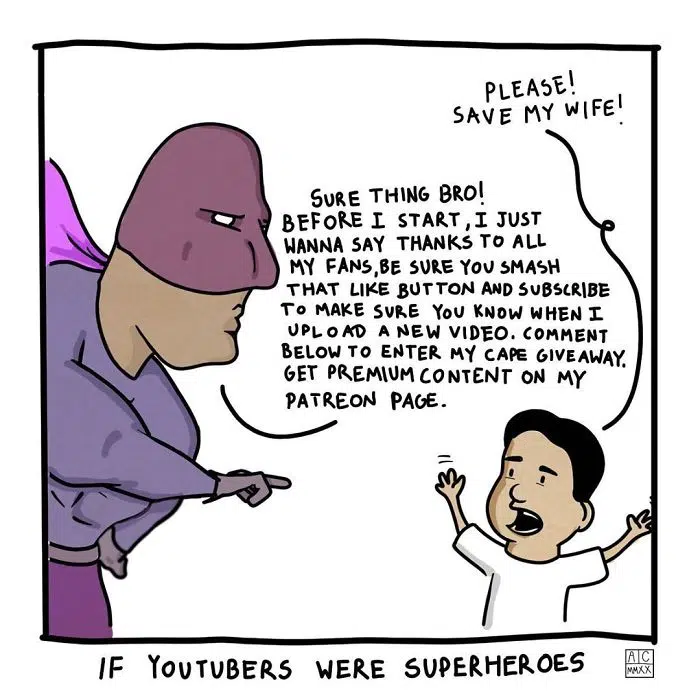 PLEASE!
SAVE MY WIFE!
SURE THING BRO!
BEFORE I START, I JUST
WANNA SAY THANKS TO ALL
MY FANS, BE SURE YOU SMASH
THAT LIKE BUTTON AND SUBSCRIBE
TO MAKE SURE YOU KNOW WHEN I
UPLOAD A NEW VIDEO. COMMENT
BELOW TO ENTER MY CAPE GIVEAWAY.
GET PREMIUM CONTENT ON MY
PATREON PAGE.
IF YOUTUBERS WERE SUPERHEROES
AC
MMXX